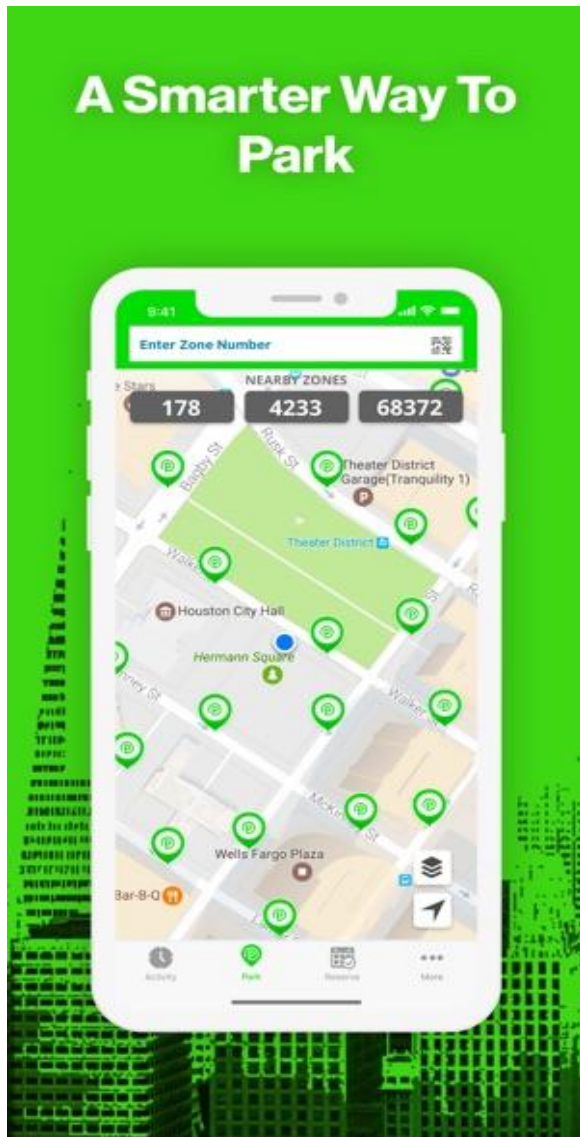 A Smarter Way To
Park
9:41
Enter Zone Number
NEARBY ZONES
Stars
178 4233 68372
Bagby St
Rusk St
Theater District
Garage(Tranquility 1)
P
Theater District
Walker
Houston City Hall
Hermann Square
Walker
McKinney St
Wells Fargo Plaza
Bar-B-Q
Activity Park Reserve More